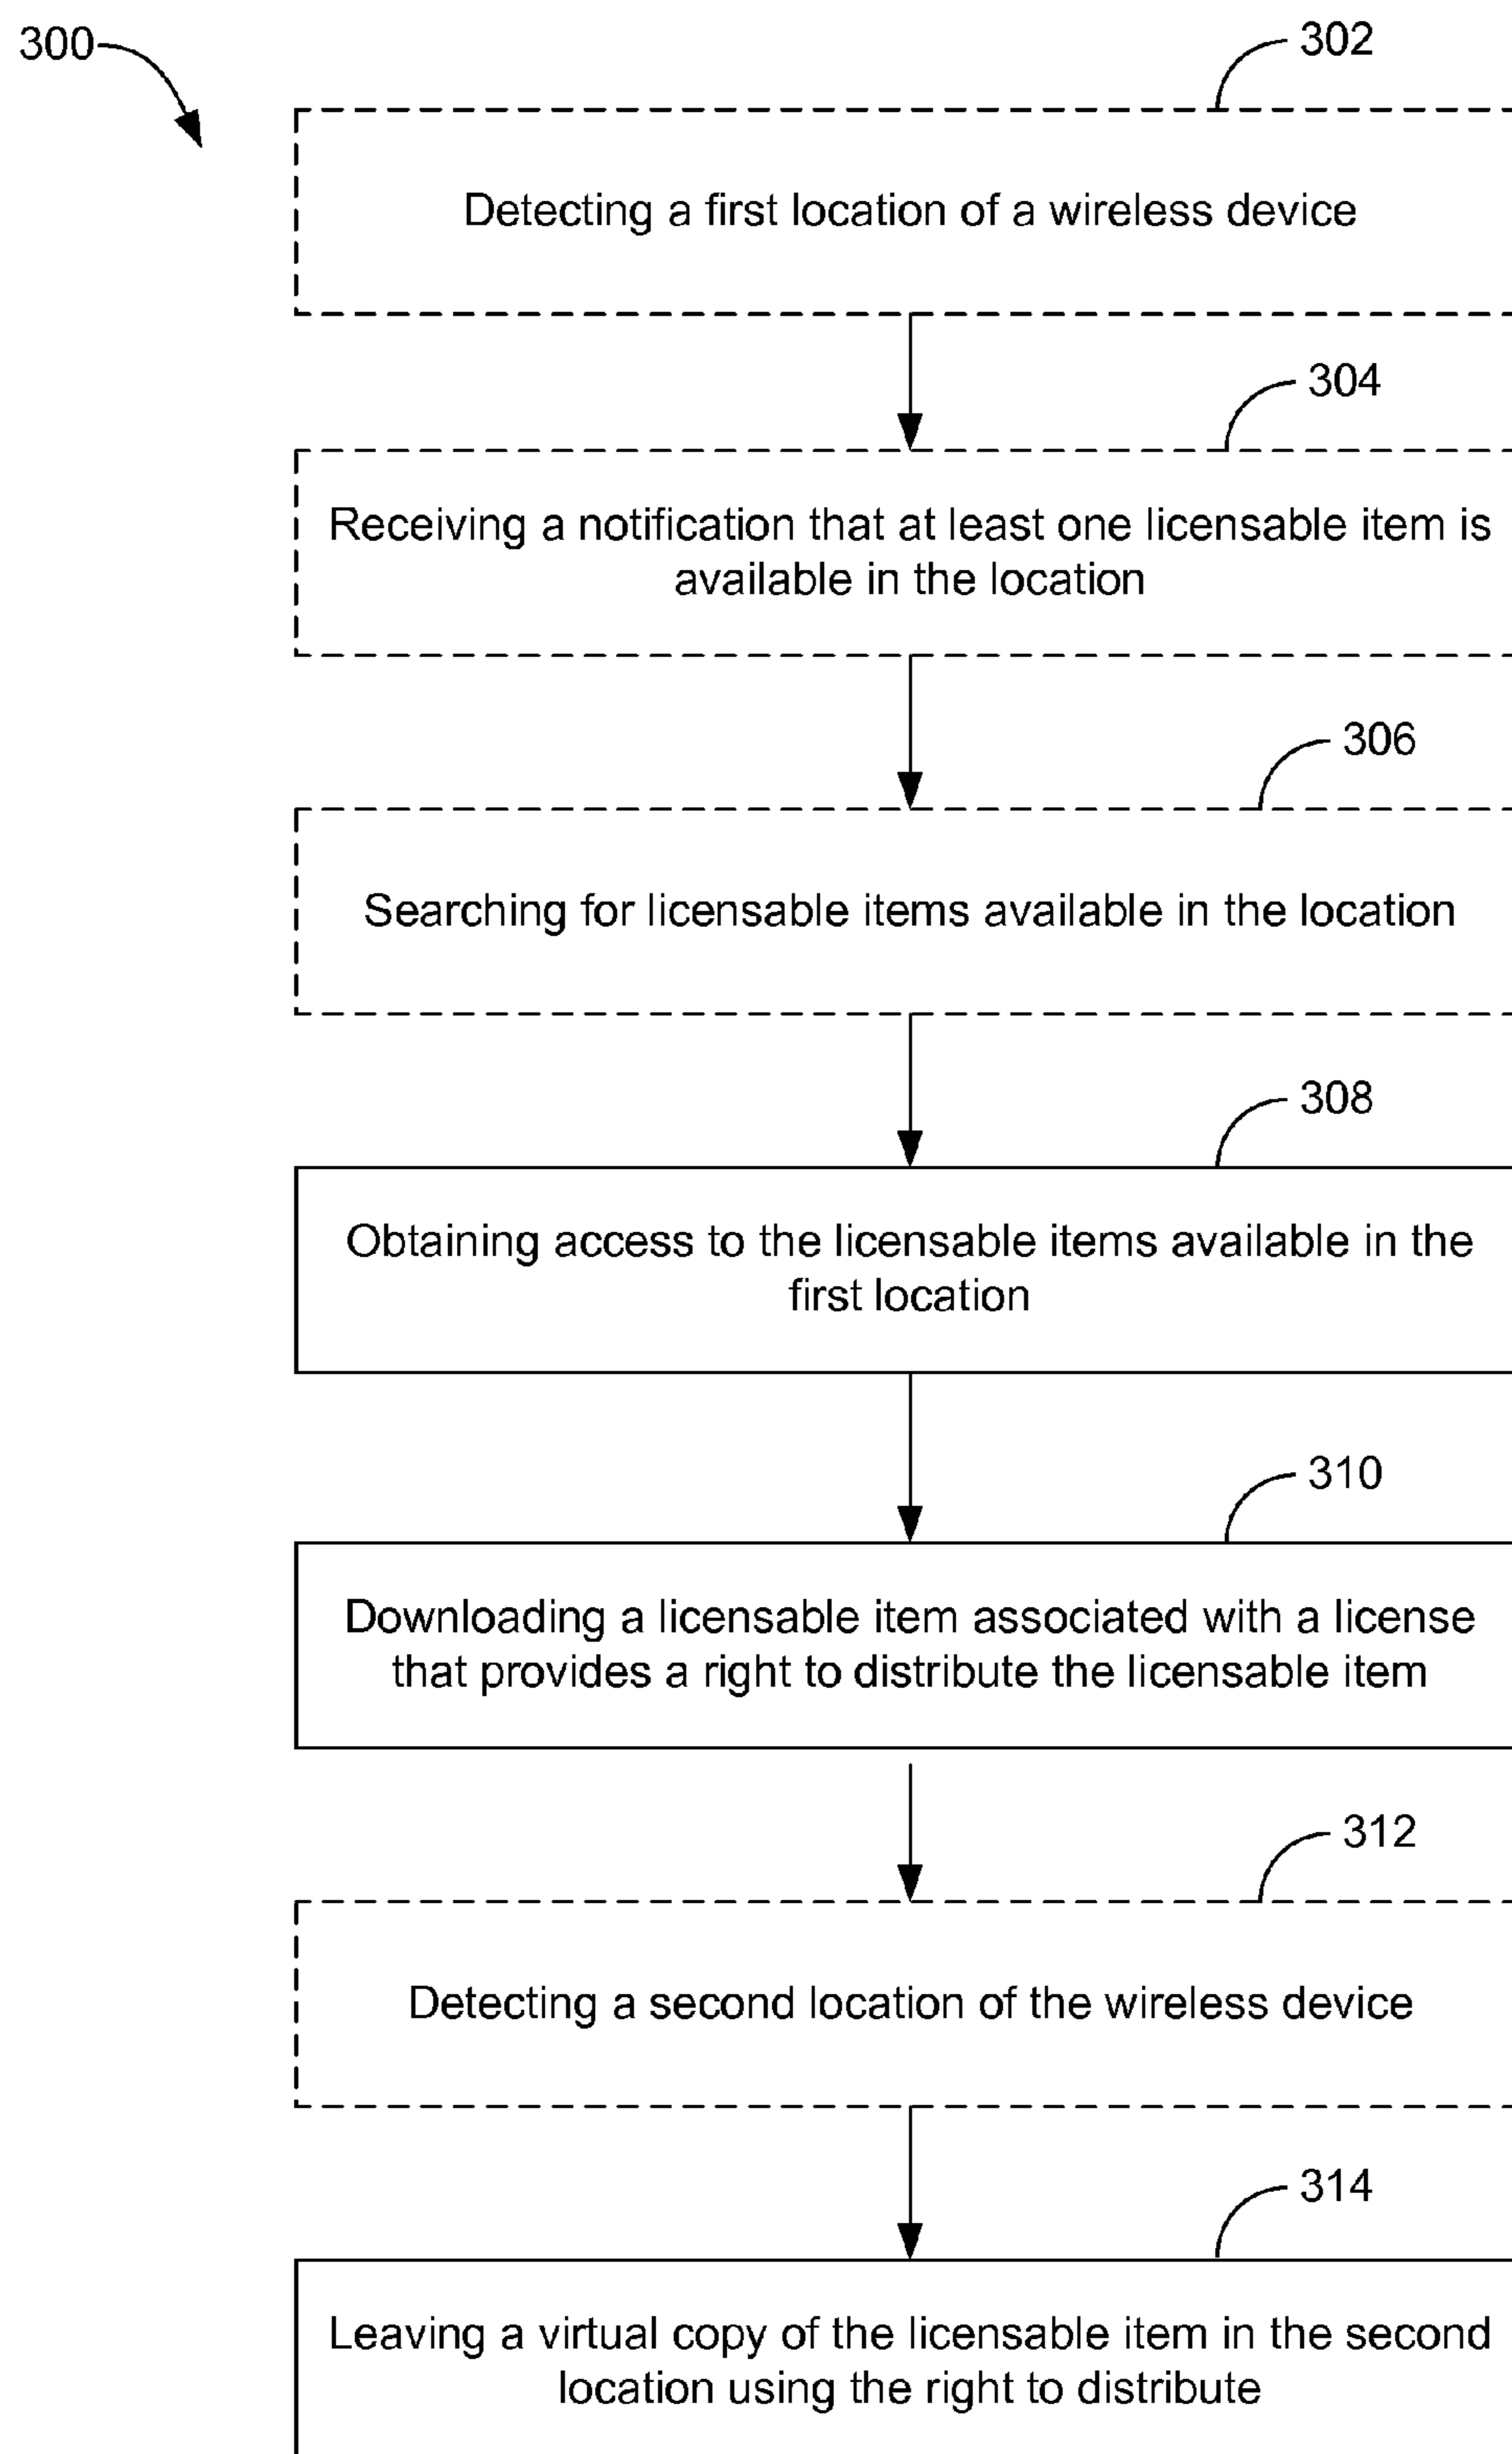 300
302
Detecting a first location of a wireless device
304
Receiving a notification that at least one licensable item is
available in the location
306
Searching for licensable items available in the location
308
Obtaining access to the licensable items available in the
first location
310
Downloading a licensable item associated with a license
that provides a right to distribute the licensable item
312
Detecting a second location of the wireless device
314
Leaving a virtual copy of the licensable item in the second
location using the right to distribute